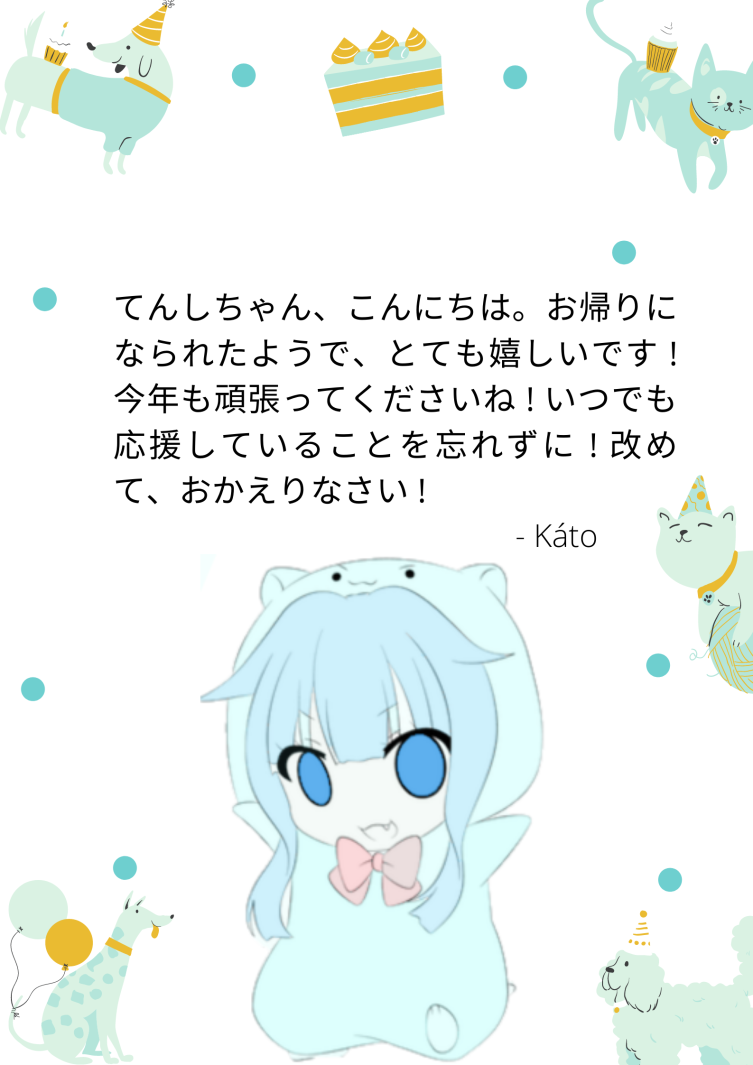 てんしちゃん、こんにちは。お帰りに
なられたようで、とても嬉しいです！
今年も頑張ってくださいね！いつでも
応援していることを忘れずに！改め
て、おかえりなさい！
- Káto